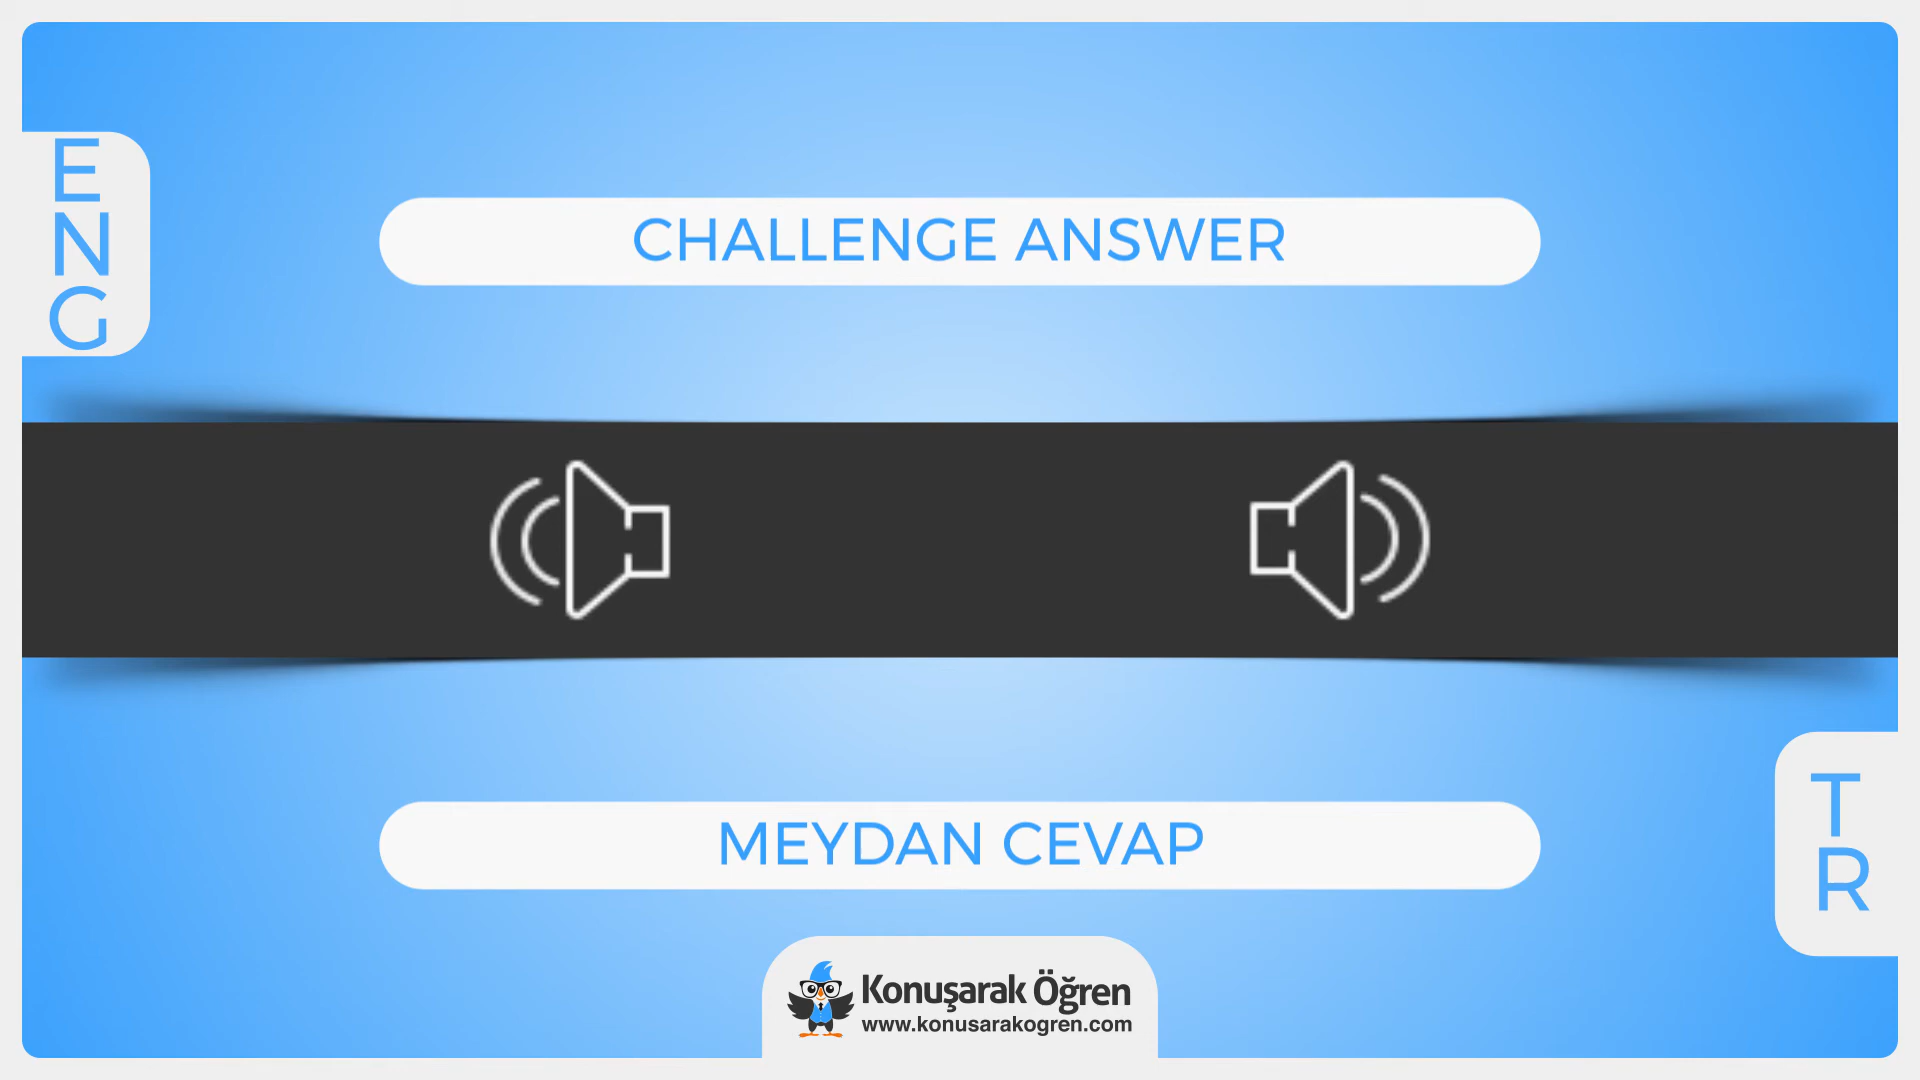 ENG
CHALLENGE ANSWER
MEYDAN CEVAP
TR
Konuşarak Öğren
www.konusarakogren.com